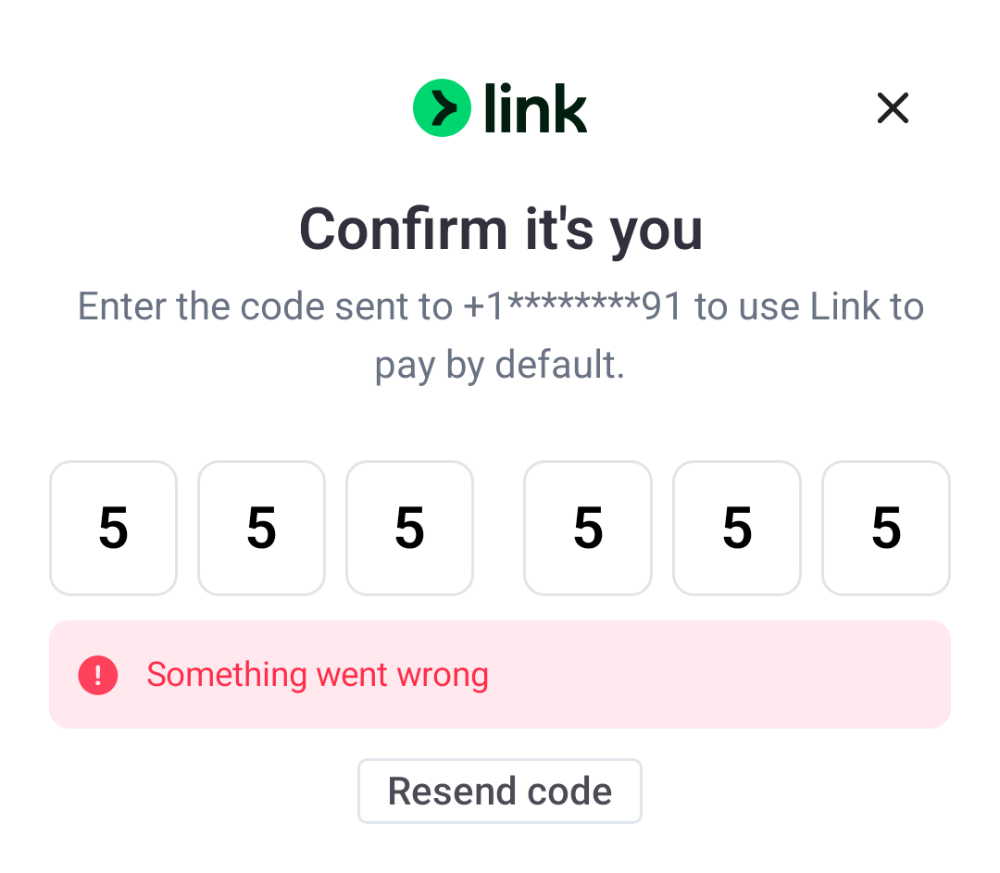 link
Confirm it's you
Enter the code sent to +1********91 to use Link to
pay by default.
5 5 5 5 5 5
Something went wrong
Resend code